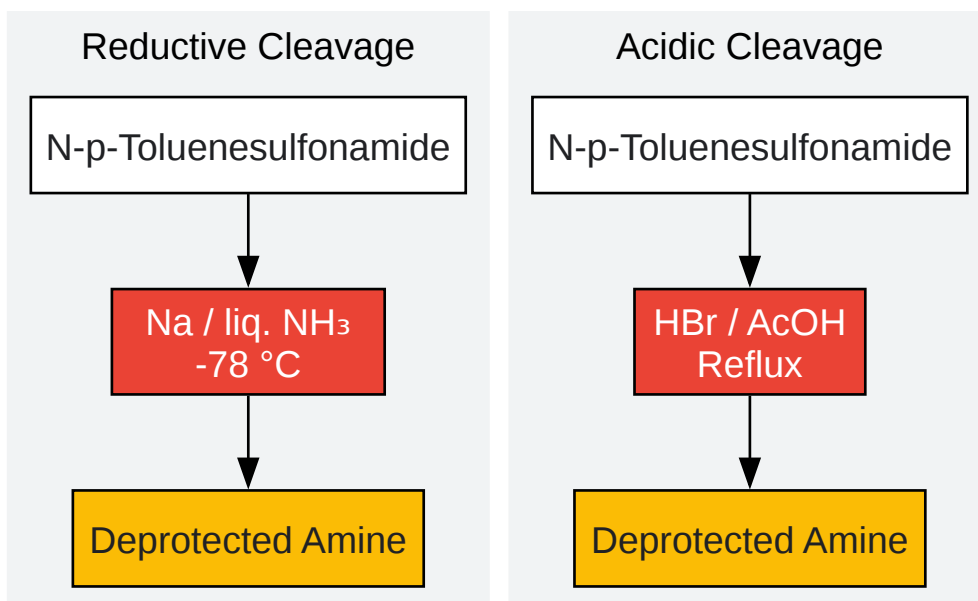 Reductive Cleavage
N-p-Toluenesulfonamide
Na / liq. NH₃
-78 °C
Deprotected Amine
Acidic Cleavage
N-p-Toluenesulfonamide
HBr / AcOH
Reflux
Deprotected Amine